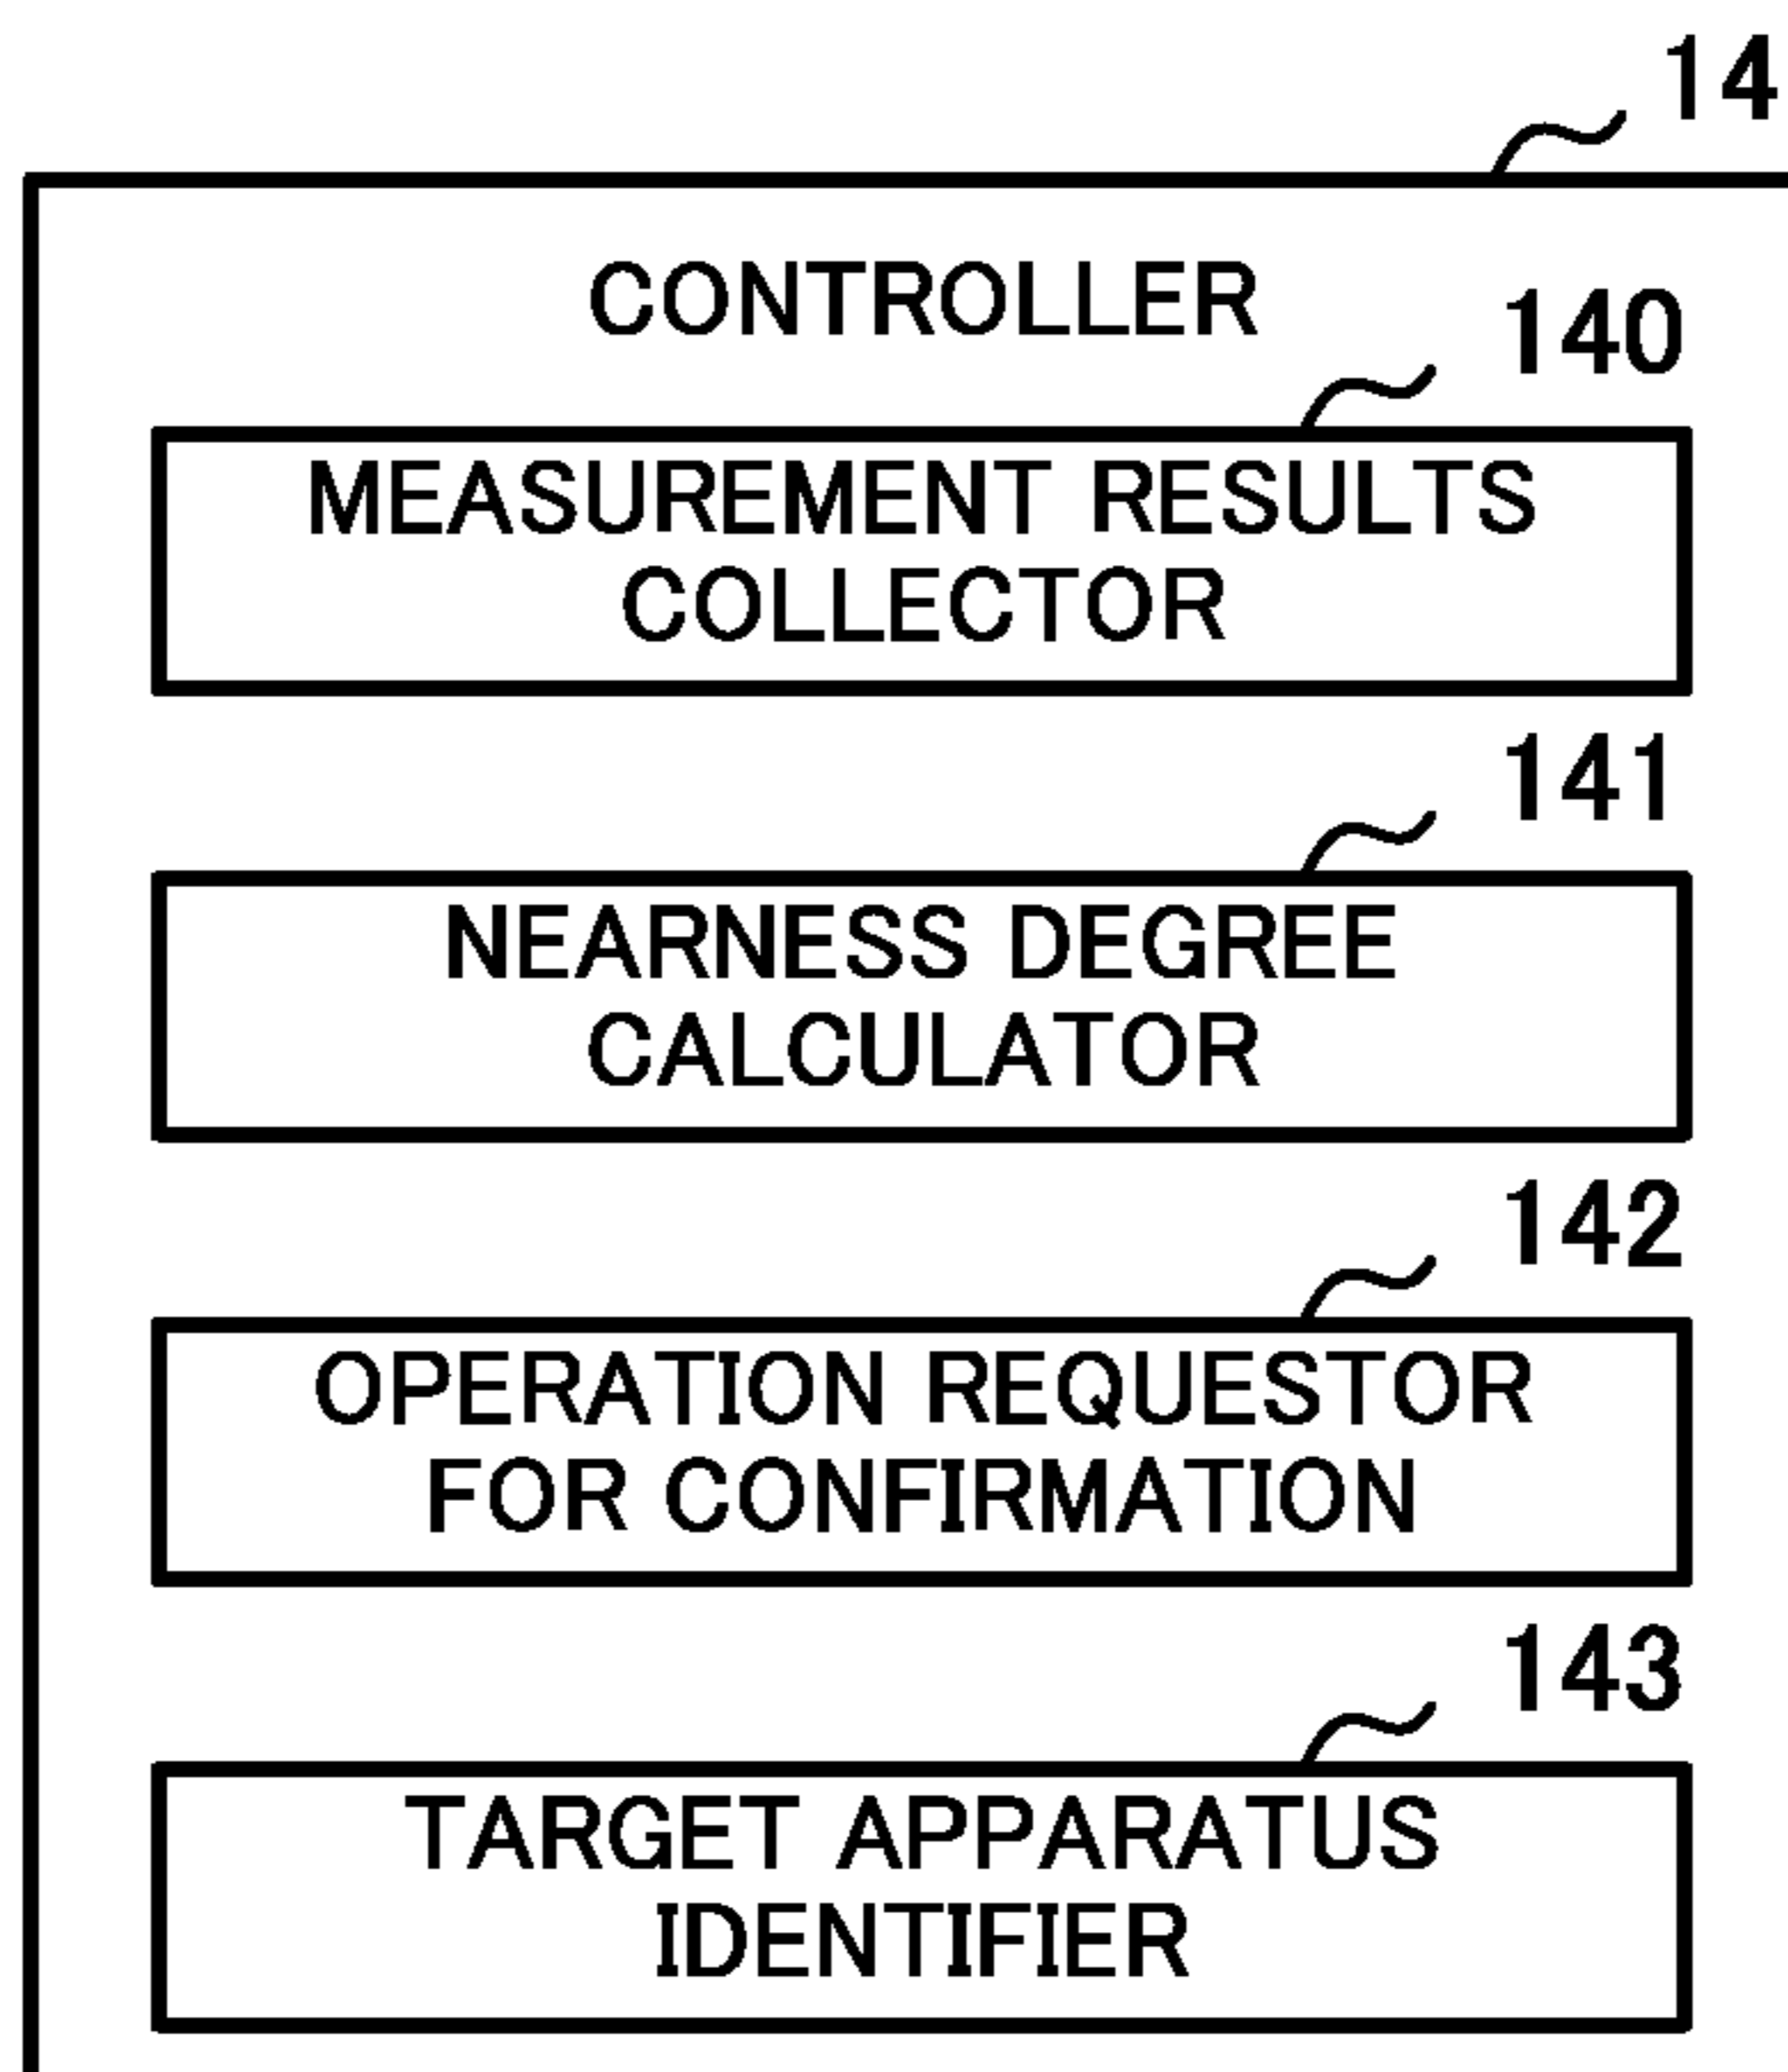 14
CONTROLLER
140
MEASUREMENT RESULTS
COLLECTOR
141
NEARNESS DEGREE
CALCULATOR
142
OPERATION REQUESTOR
FOR CONFIRMATION
143
TARGET APPARATUS
IDENTIFIER